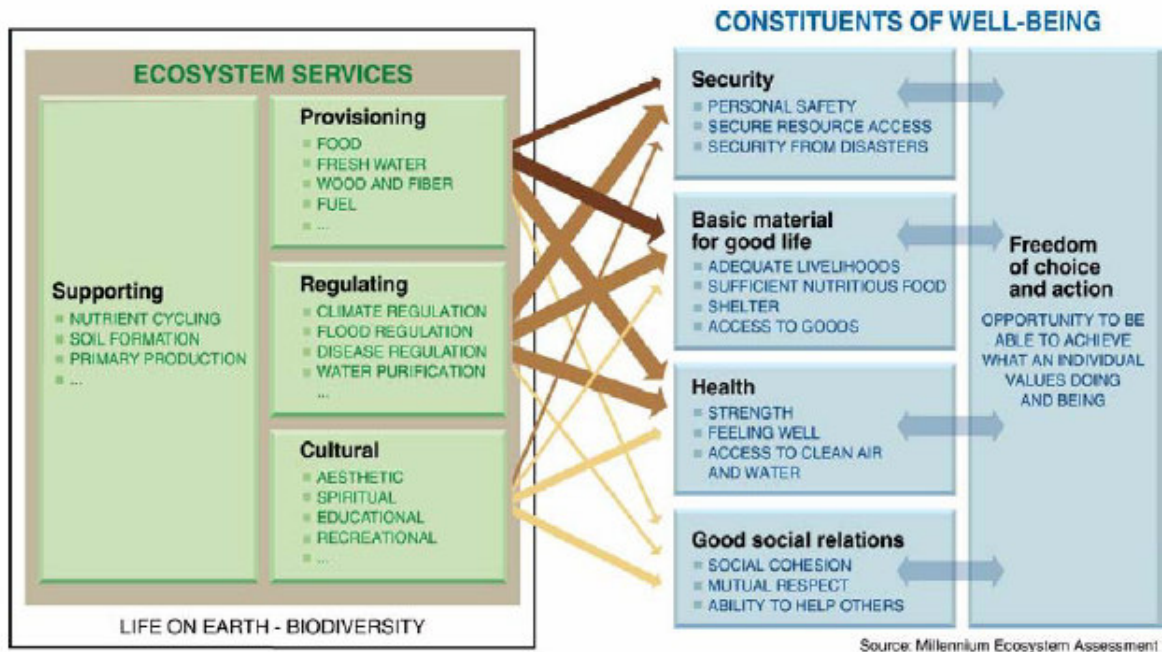 CONSTITUENTS OF WELL-BEING
ECOSYSTEM SERVICES
Supporting
NUTRIENT CYCLING
SOIL FORMATION
PRIMARY PRODUCTION
...
Provisioning
FOOD
FRESH WATER
WOOD AND FIBER
FUEL
...
Regulating
CLIMATE REGULATION
FLOOD REGULATION
DISEASE REGULATION
WATER PURIFICATION
...
Cultural
AESTHETIC
SPIRITUAL
EDUCATIONAL
RECREATIONAL
...
LIFE ON EARTH - BIODIVERSITY
Security
PERSONAL SAFETY
SECURE RESOURCE ACCESS
SECURITY FROM DISASTERS
Basic material
for good life
ADEQUATE LIVELIHOODS
SUFFICIENT NUTRITIOUS FOOD
SHELTER
ACCESS TO GOODS
Health
STRENGTH
FEELING WELL
ACCESS TO CLEAN AIR
AND WATER
Good social relations
SOCIAL COHESION
MUTUAL RESPECT
ABILITY TO HELP OTHERS
Freedom
of choice
and action
OPPORTUNITY TO BE
ABLE TO ACHIEVE
WHAT AN INDIVIDUAL
VALUES DOING
AND BEING
Source: Millennium Ecosystem Assessment